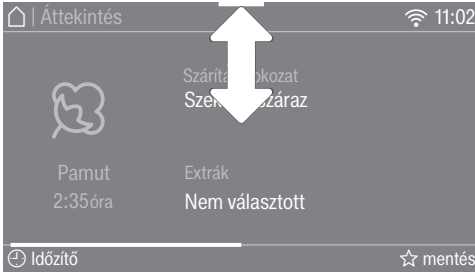 Áttekintés 11:02
Pamut
2:35óra
Extrák
Nem választott
Időzítő mentés